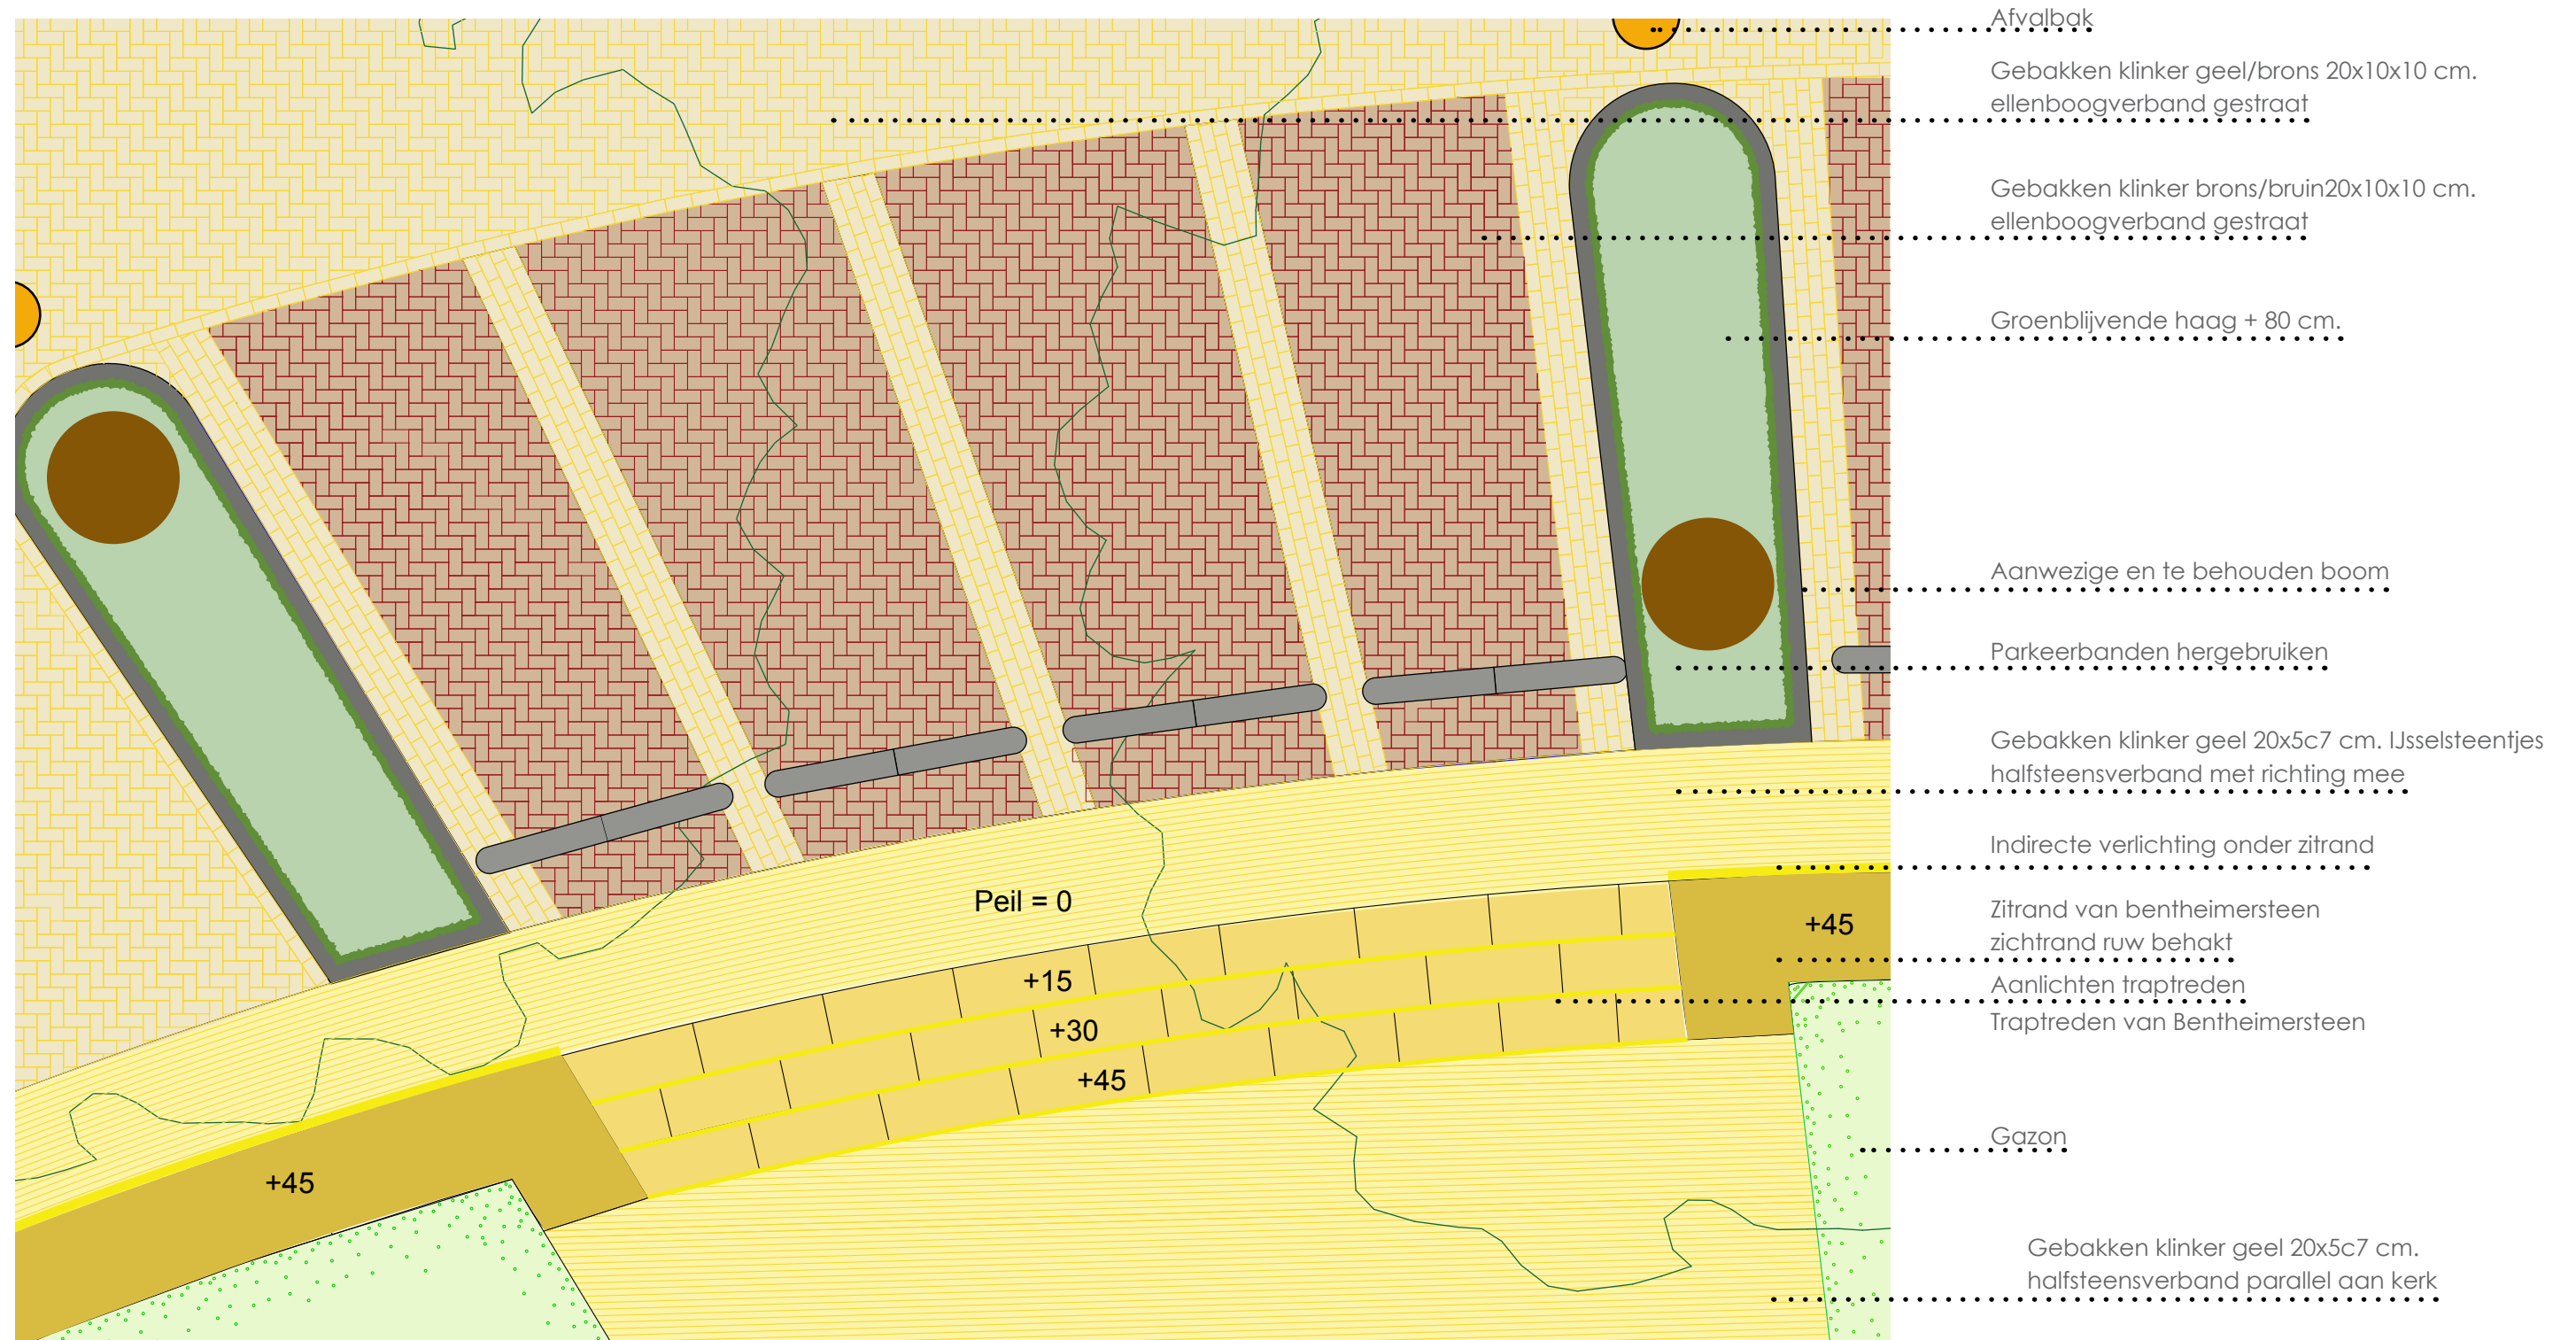 Afvalbak
Gebakken klinker geel/brons 20x10x10 cm.
ellenboogverband gestraat
Gebakken klinker brons/bruin20x10x10 cm.
ellenboogverband gestraat
Groenblijvende haag + 80 cm.
Aanwezige en te behouden boom
Parkeerbanden hergebruiken
Gebakken klinker geel 20x5c7 cm. IJsselsteentjes
halfsteensverband met richting mee
Indirecte verlichting onder zitrand
Zitrand van bentheimersteen
zichtrand ruw behakt
Aanlichten traptreden
Traptreden van Bentheimersteen
Gazon
Gebakken klinker geel 20x5c7 cm.
halfsteensverband parallel aan kerk
Peil = 0
+45
+15
+30
+45
+45